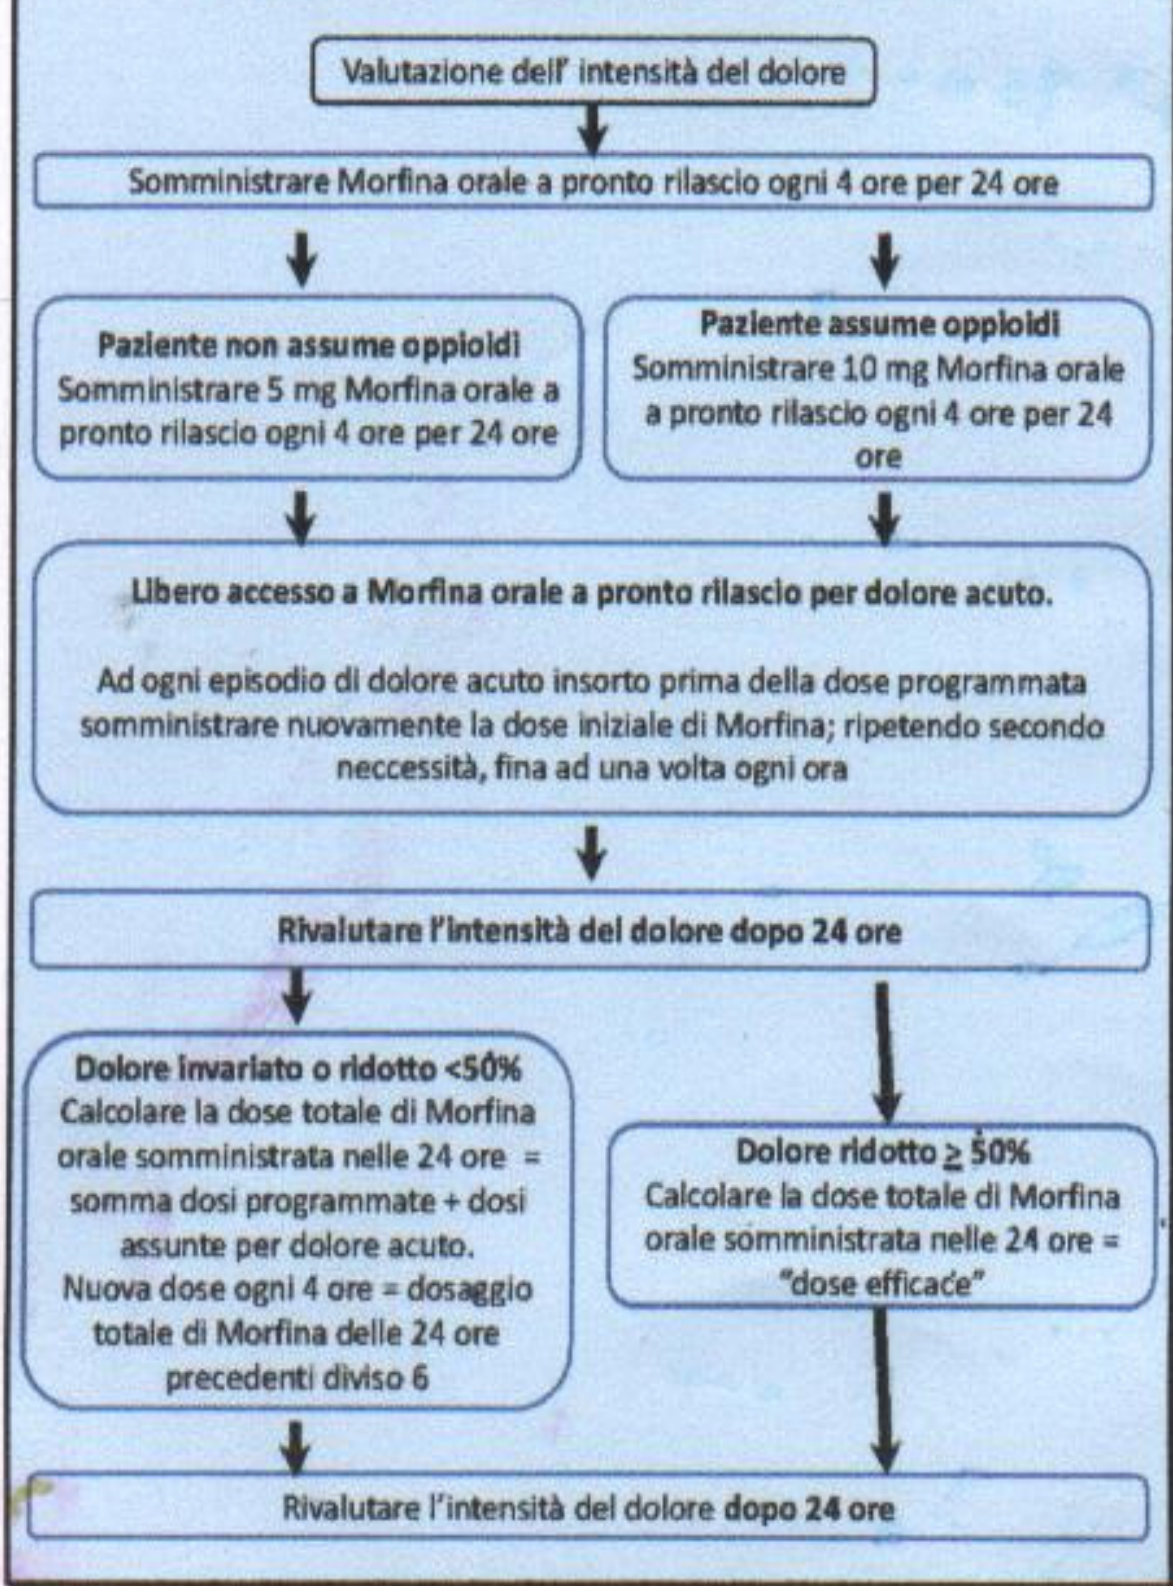 Valutazione dell' intensità del dolore
Somministrare Morfina orale a pronto rilascio ogni 4 ore per 24 ore
Paziente non assume oppioidi
Somministrare 5 mg Morfina orale a
pronto rilascio ogni 4 ore per 24 ore
Paziente assume oppioidi
Somministrare 10 mg Morfina orale
a pronto rilascio ogni 4 ore per 24
ore
Libero accesso a Morfina orale a pronto rilascio per dolore acuto.
Ad ogni episodio di dolore acuto insorto prima della dose programmata
somministrare nuovamente la dose iniziale di Morfina; ripetendo secondo
neccessità, fina ad una volta ogni ora
Rivalutare l'intensità del dolore dopo 24 ore
Dolore invariato o ridotto <50%
Calcolare la dose totale di Morfina
orale somministrata nelle 24 ore =
somma dosi programmate + dosi
assunte per dolore acuto.
Nuova dose ogni 4 ore = dosaggio
totale di Morfina delle 24 ore
precedenti diviso 6
Dolore ridotto ≥ 50%
Calcolare la dose totale di Morfina
orale somministrata nelle 24 ore =
"dose efficace"
Rivalutare l'intensità del dolore dopo 24 ore